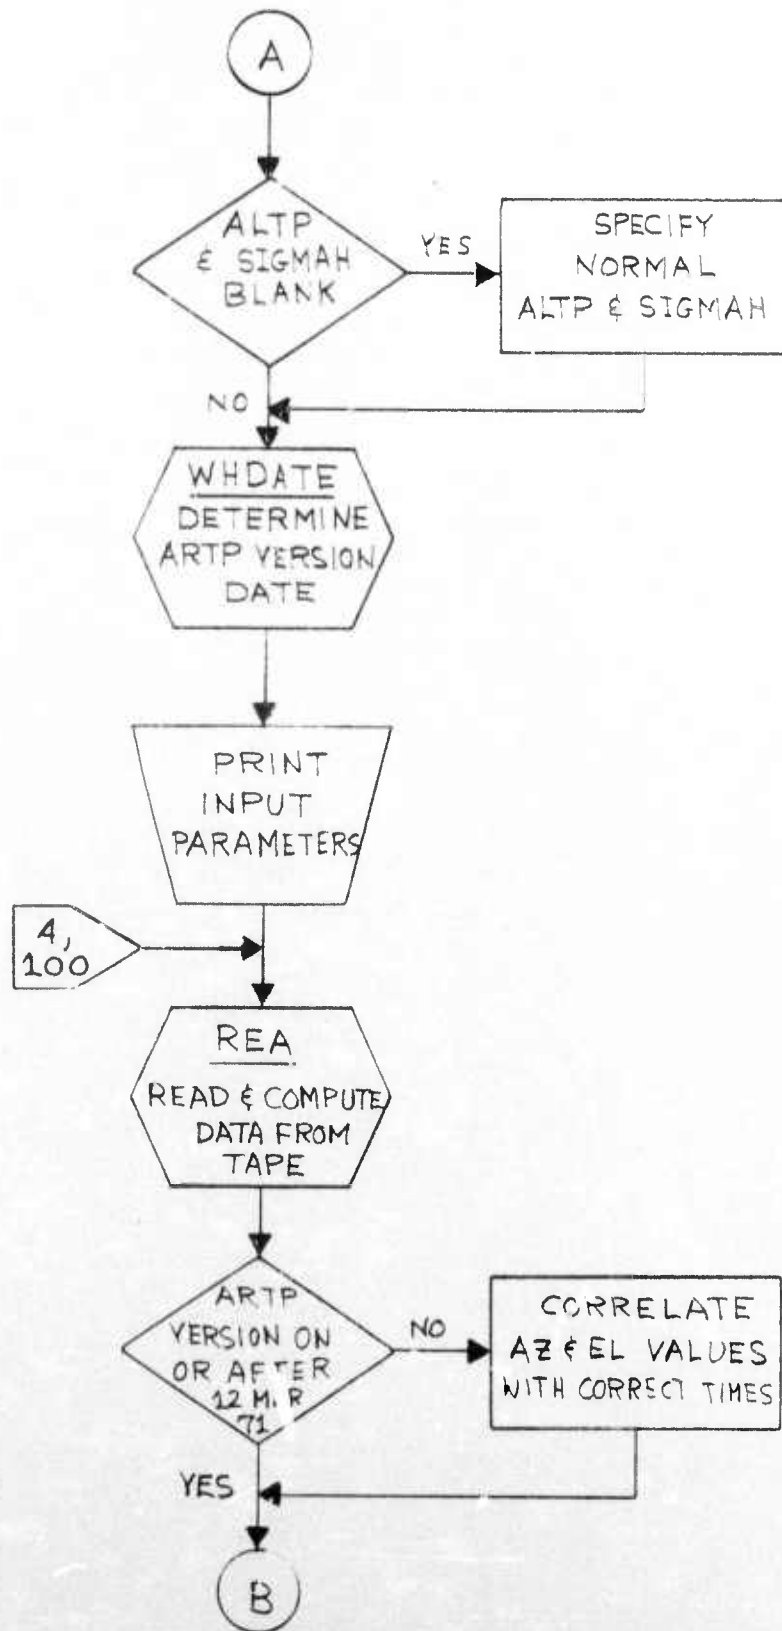 A
ALTP
& SIGMAH
BLANK
YES
SPECIFY
NORMAL
ALTP & SIGMAH
NO
WHDATE
DETERMINE
ARTP VERSION
DATE
PRINT
INPUT
PARAMETERS
4,
100
REA
READ & COMPUTE
DATA FROM
TAPE
ARTP
VERSION ON
OR AFTER
12
71
NO
CORRELATE
AZ & EL VALUES
WITH CORRECT TIMES
YES
B